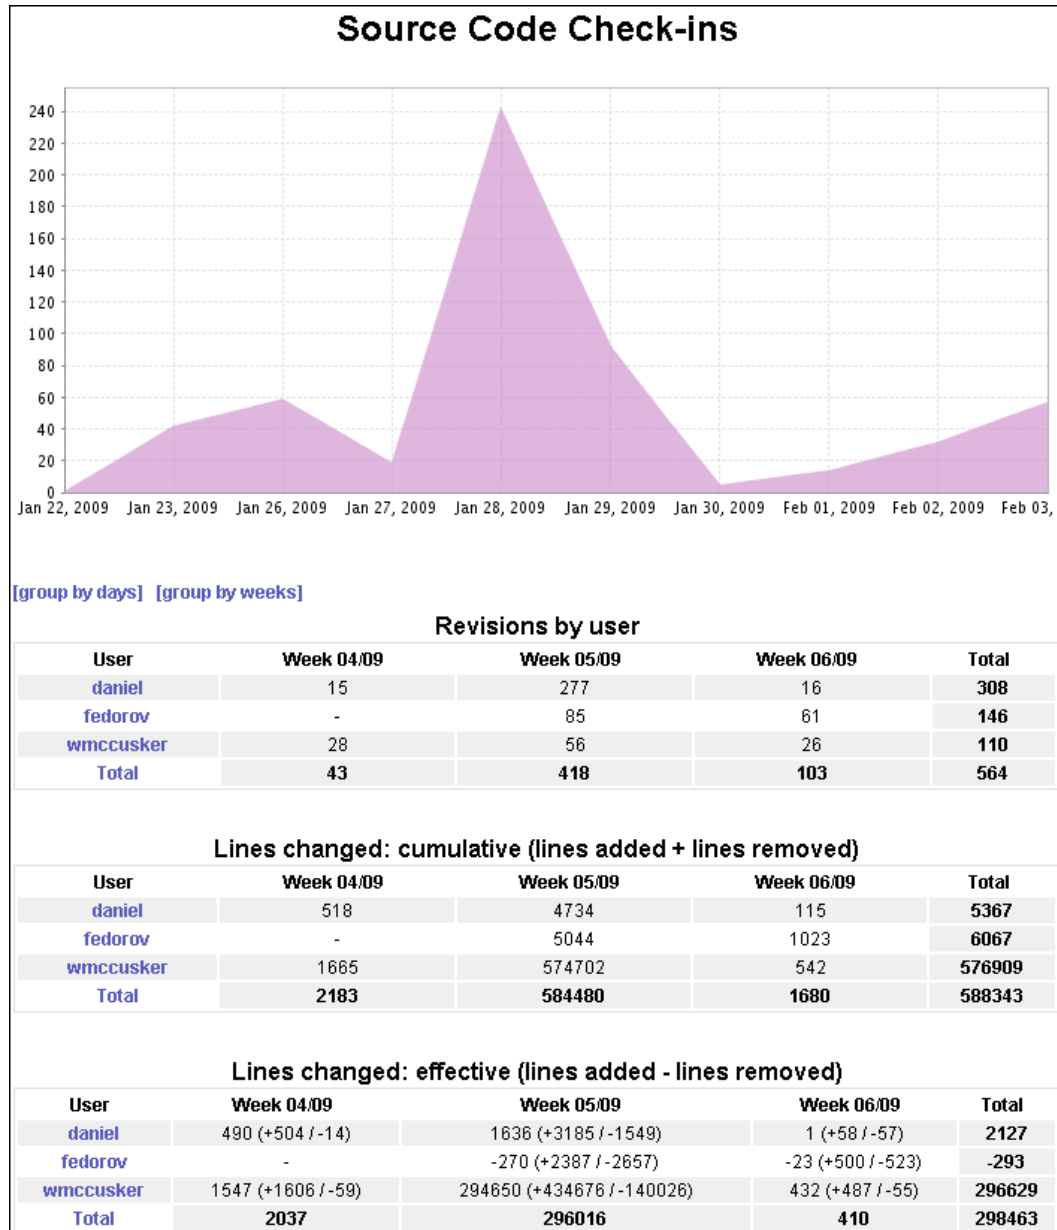 Source Code Check-ins
240
220
200
180
160
140
120
100
80
60
40
20
0
Jan 22, 2009 Jan 23, 2009 Jan 26, 2009 Jan 27, 2009 Jan 28, 2009 Jan 29, 2009 Jan 30, 2009 Feb 01, 2009 Feb 02, 2009 Feb 03,
[group by days] [group by weeks]
Revisions by user
User Week 04/09 Week 05/09 Week 06/09 Total
daniel 15 277 16 308
fedorov - 85 61 146
wmccusker 28 56 26 110
Total 43 418 103 564
Lines changed: cumulative (lines added + lines removed)
User Week 04/09 Week 05/09 Week 06/09 Total
daniel 518 4734 115 5367
fedorov - 5044 1023 6067
wmccusker 1665 574702 542 576909
Total 2183 584480 1680 588343
Lines changed: effective (lines added - lines removed)
User Week 04/09 Week 05/09 Week 06/09 Total
daniel 490 (+504 / -14) 1636 (+3185 / -1549) 1 (+58 / -57) 2127
fedorov - -270 (+2387 / -2657) -23 (+500 / -523) -293
wmccusker 1547 (+1606 / -59) 294650 (+434676 / -140026) 432 (+487 / -55) 296629
Total 2037 296016 410 298463